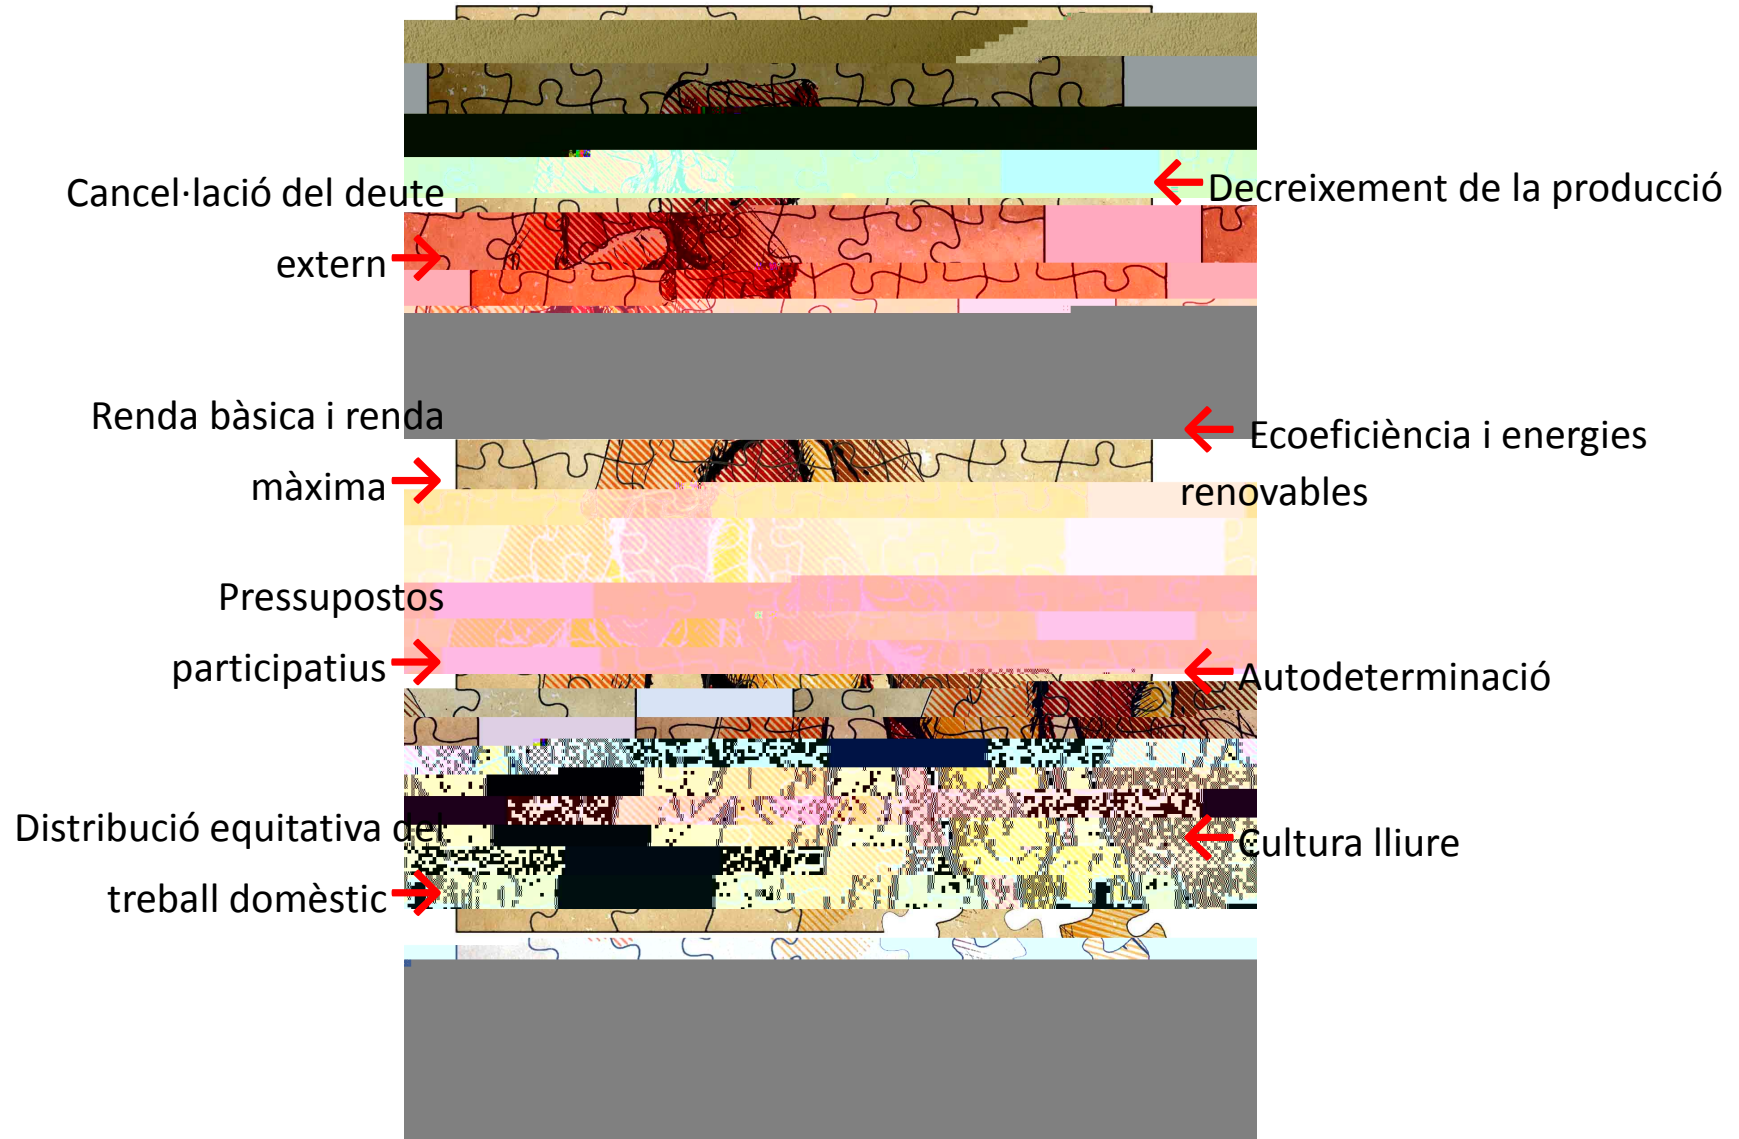 Cancel·lació del deute
extern
Renda bàsica i renda
màxima
Pressupostos
participatius
Distribució equitativa del
treball domèstic
Decreixement de la producció
Ecoeficiència i energies
renovables
Autodeterminació
Cultura lliure